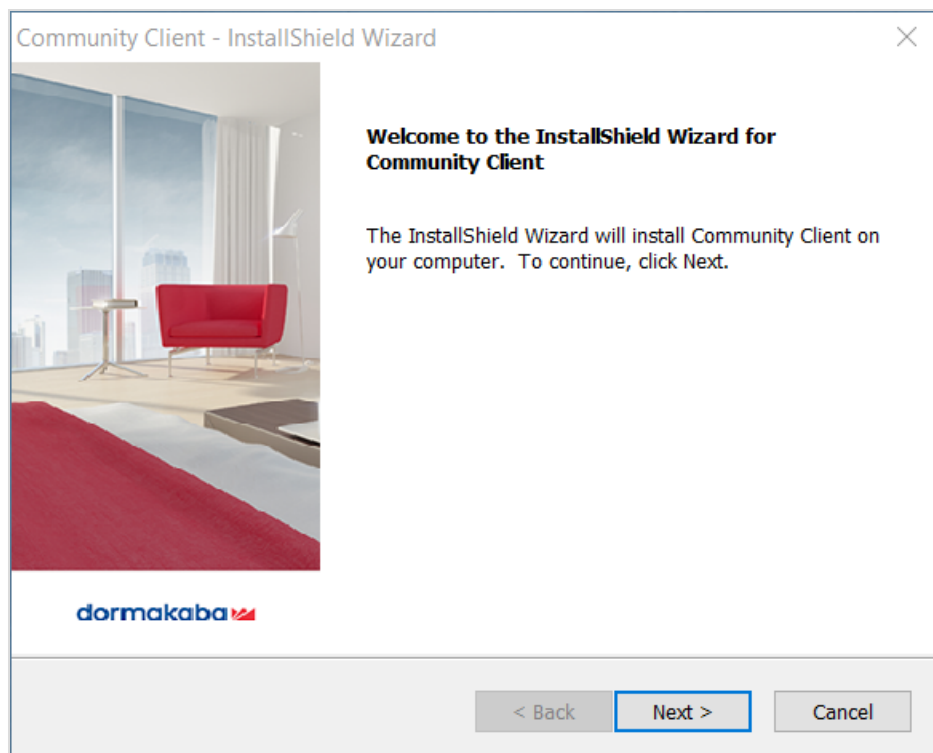 Community Client - InstallShield Wizard
Welcome to the InstallShield Wizard for
Community Client
The InstallShield Wizard will install Community Client on
your computer.  To continue, click Next.
dormakaba
< Back
Next >
Cancel